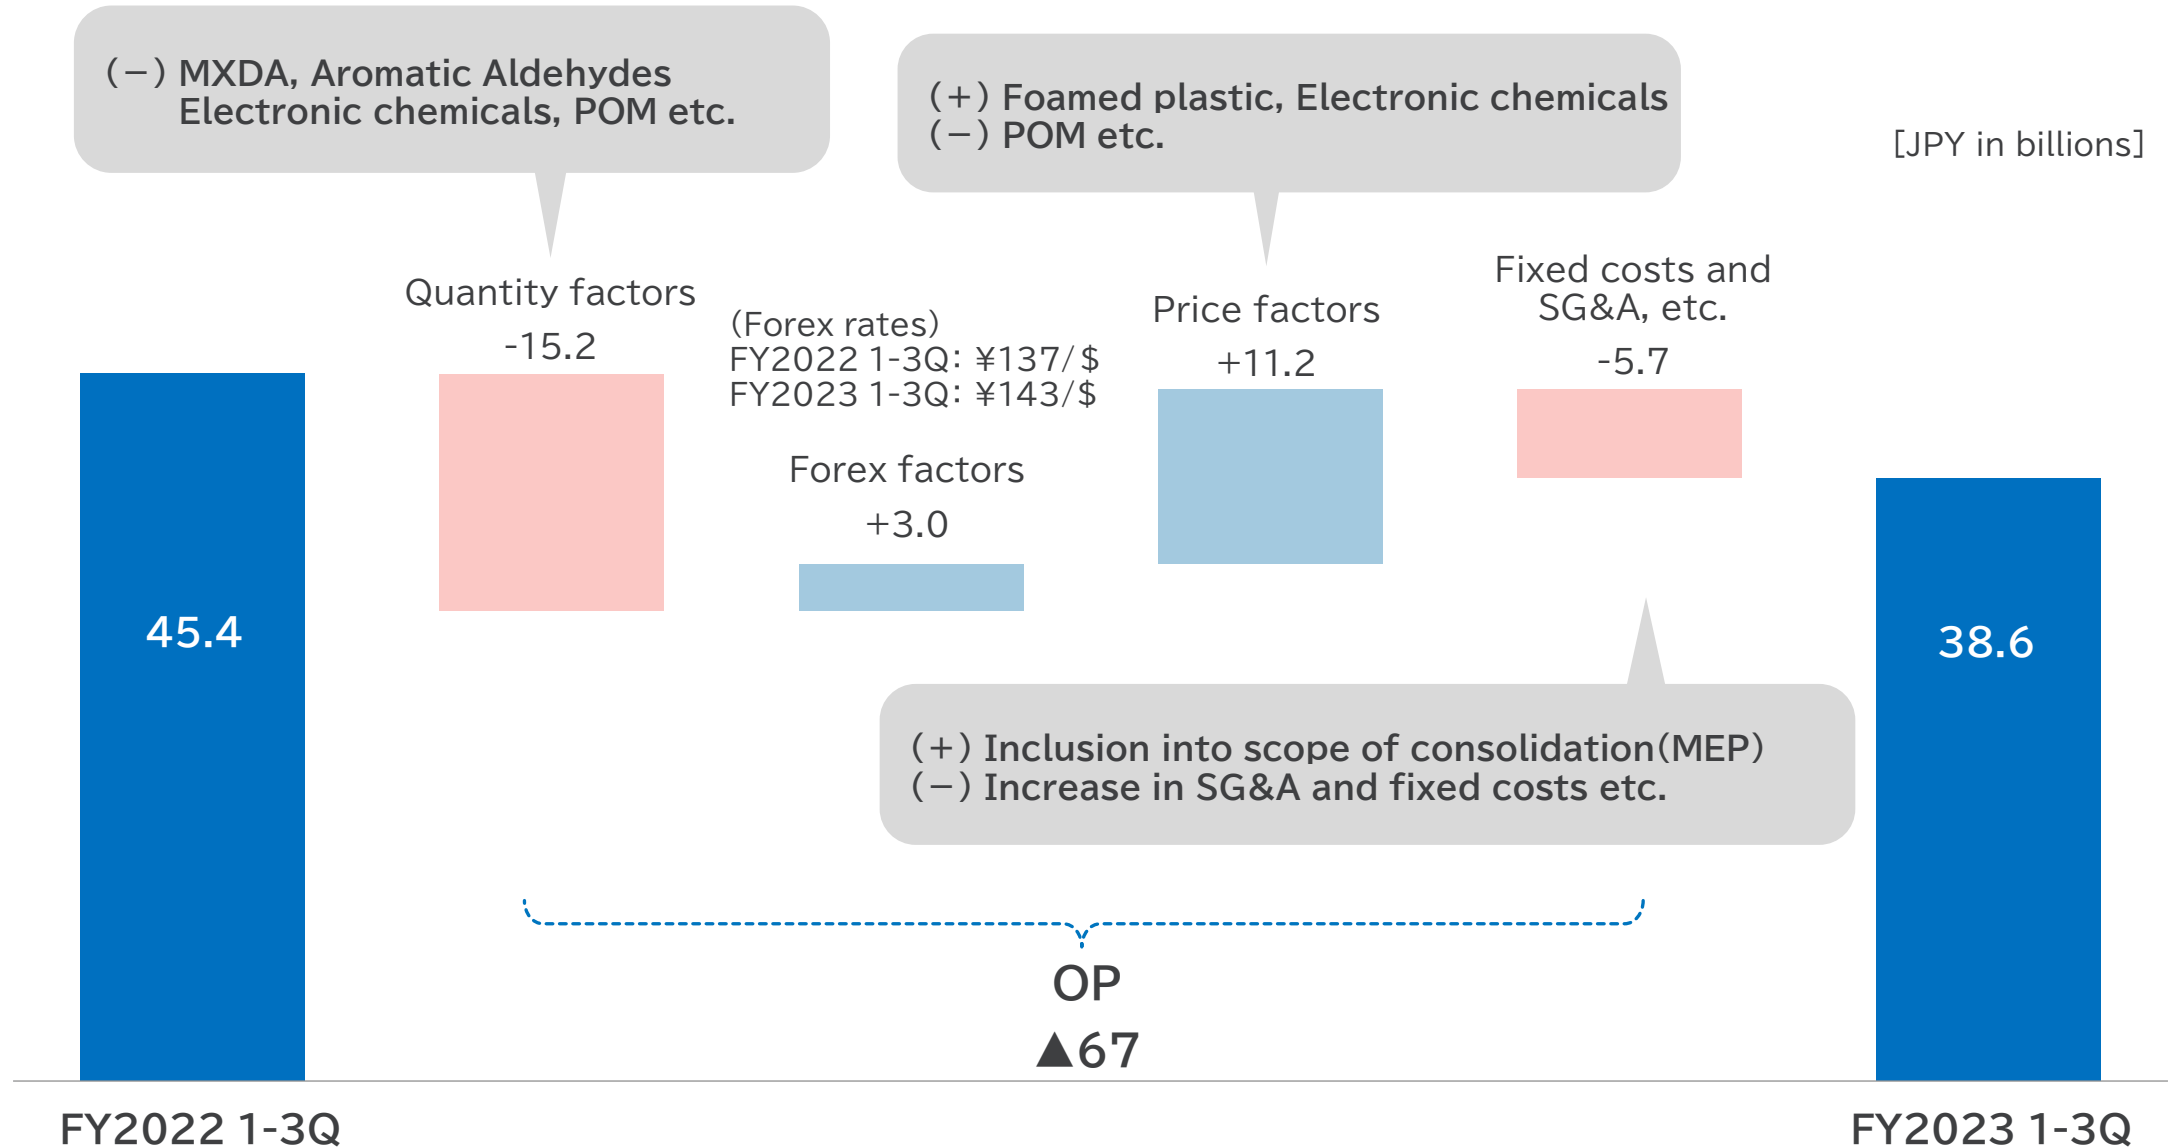 (－) MXDA, Aromatic Aldehydes
Electronic chemicals, POM etc.
(＋) Foamed plastic, Electronic chemicals
(－) POM etc.
[JPY in billions]
Quantity factors
-15.2
(Forex rates)
FY2022 1-3Q: ¥137/$
FY2023 1-3Q: ¥143/$
Forex factors
+3.0
Price factors
+11.2
Fixed costs and
SG&A, etc.
-5.7
45.4
38.6
(＋) Inclusion into scope of consolidation(MEP)
(－) Increase in SG&A and fixed costs etc.
OP
▲67
FY2022 1-3Q
FY2023 1-3Q